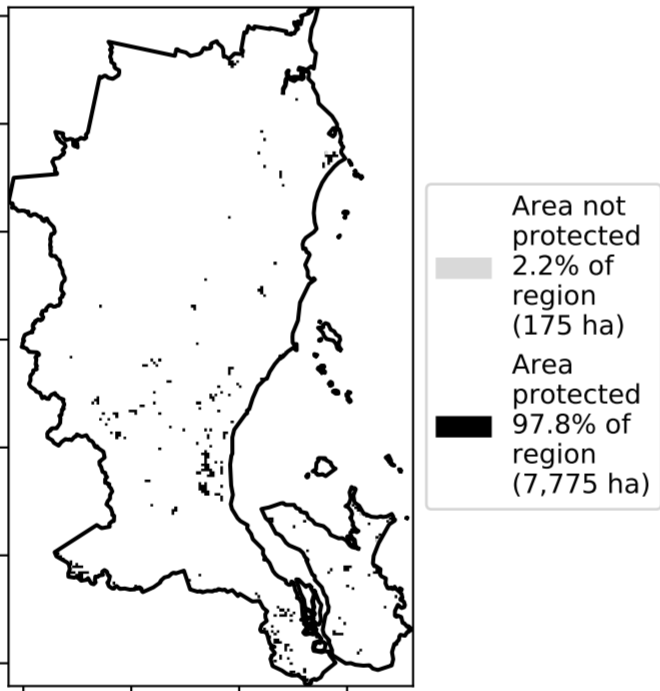 Area not
protected
2.2% of
region
(175 ha)
Area
protected
97.8% of
region
(7,775 ha)